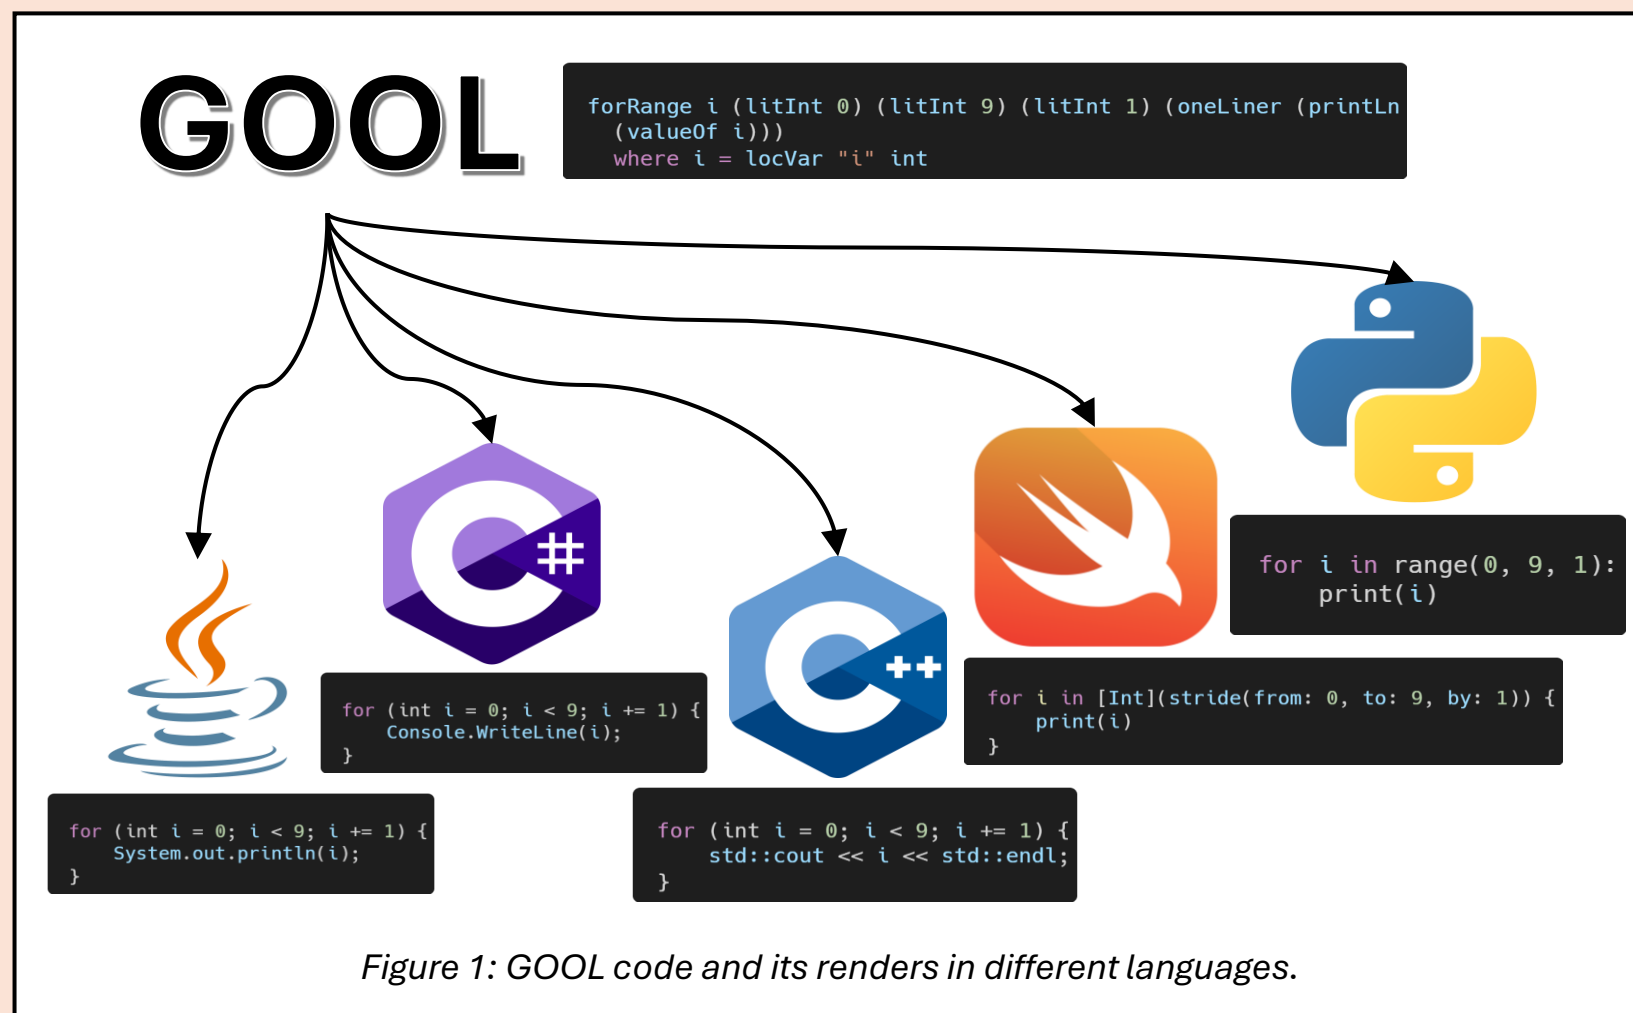 GOOL
forRange i (litInt 0) (litInt 9) (litInt 1) (oneLiner (printLn
  (valueOf i)))
  where i = locVar "i" int
for i in range(0, 9, 1):
    print(i)
C#
for (int i = 0; i < 9; i += 1) {
    Console.WriteLine(i);
}
C++
for i in [Int](stride(from: 0, to: 9, by: 1)) {
    print(i)
}
for (int i = 0; i < 9; i += 1) {
    System.out.println(i);
}
for (int i = 0; i < 9; i += 1) {
    std::cout << i << std::endl;
}
Figure 1: GOOL code and its renders in different languages.